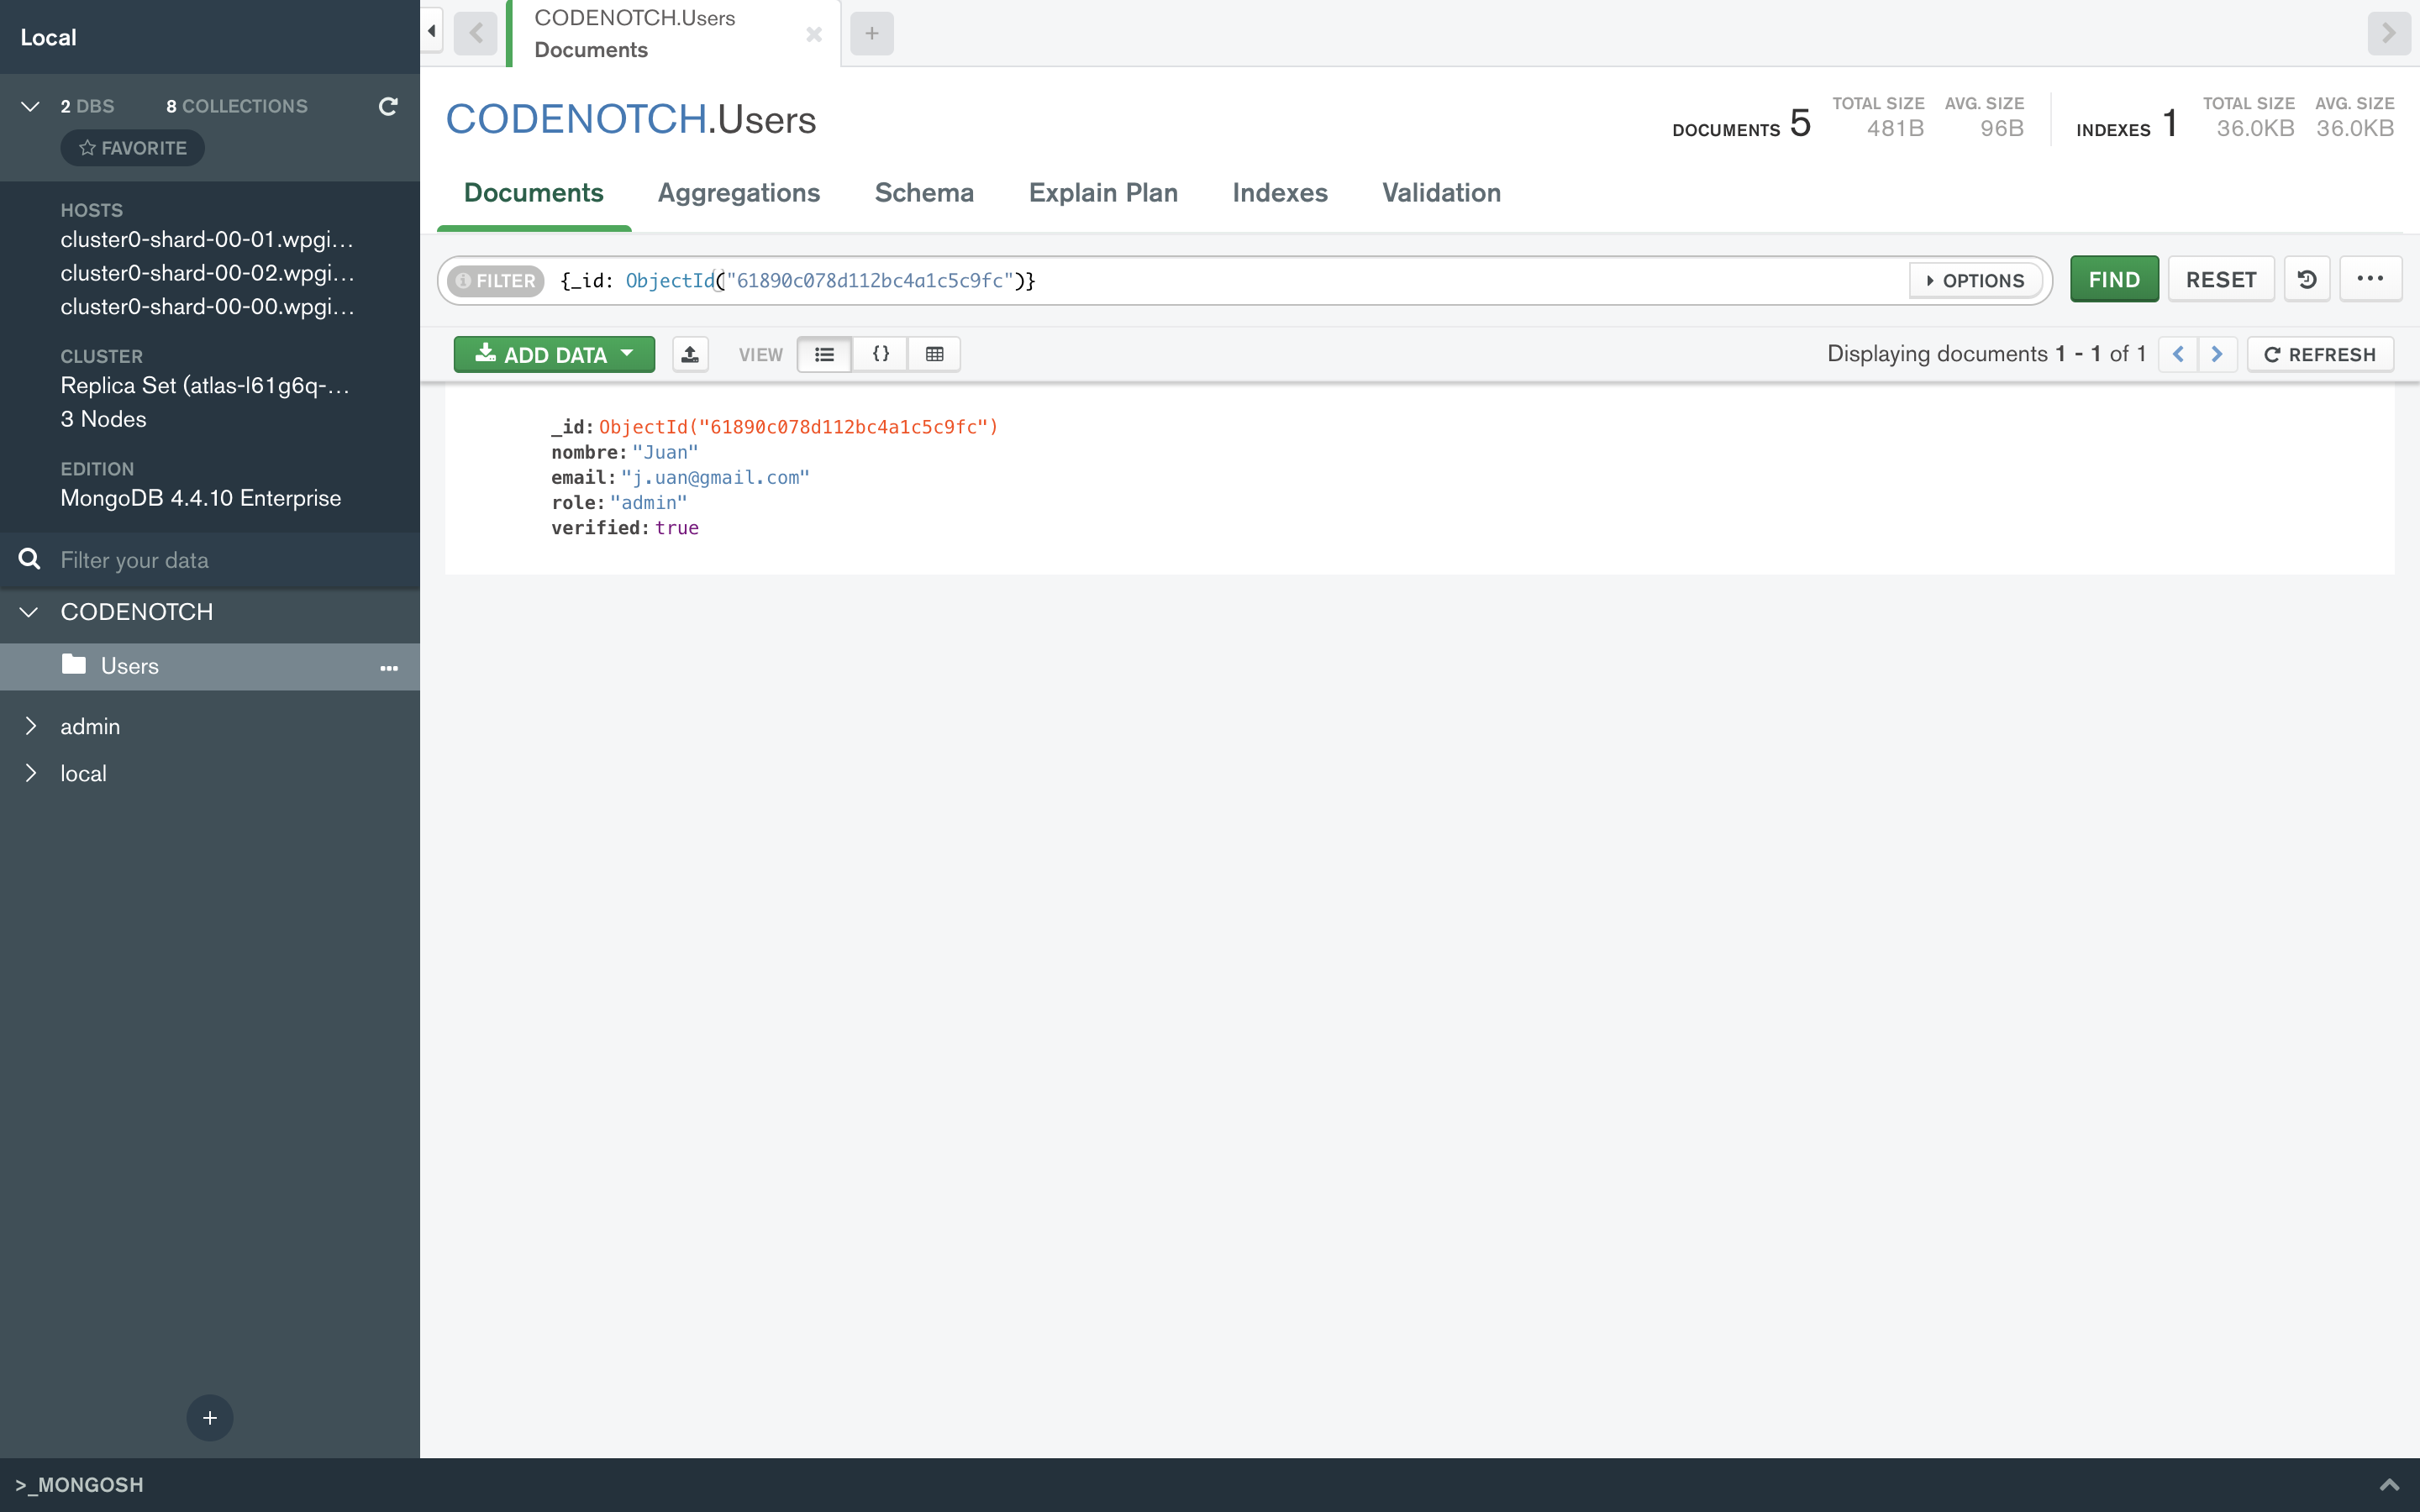 Local
2 DBS 8 COLLECTIONS
FAVORITE
HOSTS
cluster0-shard-00-01.wpgi...
cluster0-shard-00-02.wpgi...
cluster0-shard-00-00.wpgi...
CLUSTER
Replica Set (atlas-l61g6q-...
3 Nodes
EDITION
MongoDB 4.4.10 Enterprise
Filter your data
CODENOTCH
Users
admin
local
>_MONGOSH
CODENOTCH.Users
Documents
CODENOTCH.Users
DOCUMENTS 5 TOTAL SIZE 481B AVG. SIZE 96B INDEXES 1 TOTAL SIZE 36.0KB AVG. SIZE 36.0KB
Documents Aggregations Schema Explain Plan Indexes Validation
FILTER {_id: ObjectId("61890c078d112bc4a1c5c9fc")} OPTIONS FIND RESET
ADD DATA VIEW {} Displaying documents 1 - 1 of 1 REFRESH
_id: ObjectId("61890c078d112bc4a1c5c9fc")
nombre: "Juan"
email: "j.uan@gmail.com"
role: "admin"
verified: true